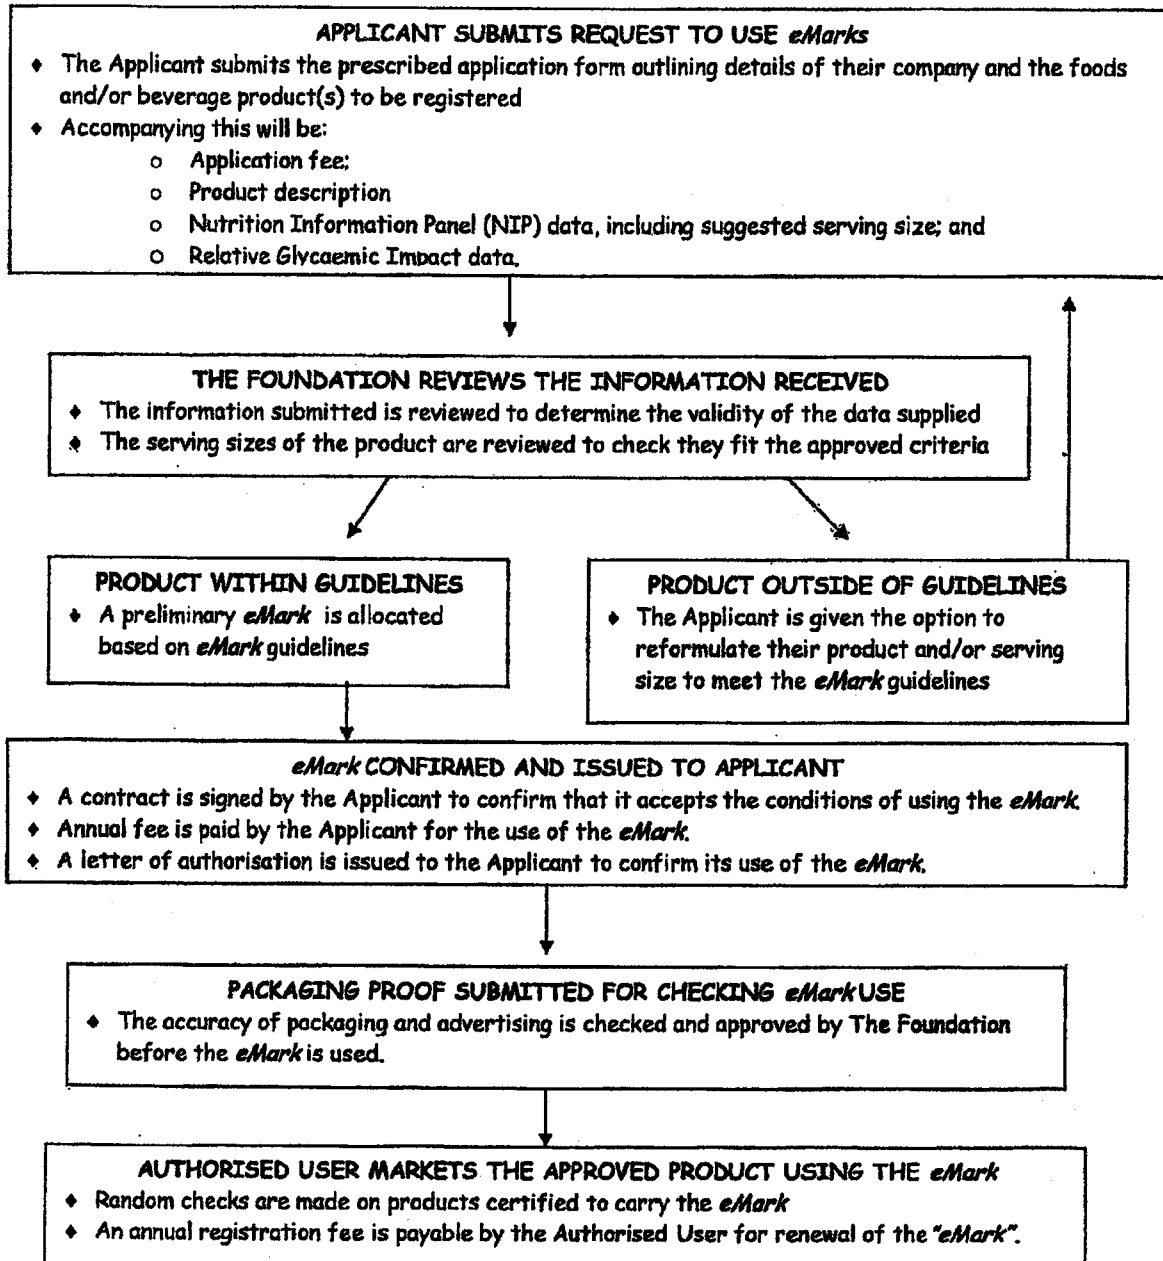 APPLICANT SUBMITS REQUEST TO USE eMarks
♦ The Applicant submits the prescribed application form outlining details of their company and the foods
and/or beverage product(s) to be registered
♦ Accompanying this will be:
o Application fee;
o Product description
o Nutrition Information Panel (NIP) data, including suggested serving size; and
o Relative Glycaemic Impact data.
THE FOUNDATION REVIEWS THE INFORMATION RECEIVED
♦ The information submitted is reviewed to determine the validity of the data supplied
♦ The serving sizes of the product are reviewed to check they fit the approved criteria
PRODUCT WITHIN GUIDELINES
♦ A preliminary eMark is allocated
based on eMark guidelines
PRODUCT OUTSIDE OF GUIDELINES
♦ The Applicant is given the option to
reformulate their product and/or serving
size to meet the eMark guidelines
eMark CONFIRMED AND ISSUED TO APPLICANT
♦ A contract is signed by the Applicant to confirm that it accepts the conditions of using the eMark.
♦ Annual fee is paid by the Applicant for the use of the eMark.
♦ A letter of authorisation is issued to the Applicant to confirm its use of the eMark.
PACKAGING PROOF SUBMITTED FOR CHECKING eMark USE
♦ The accuracy of packaging and advertising is checked and approved by The Foundation
before the eMark is used.
AUTHORISED USER MARKETS THE APPROVED PRODUCT USING THE eMark
♦ Random checks are made on products certified to carry the eMark
♦ An annual registration fee is payable by the Authorised User for renewal of the "eMark".